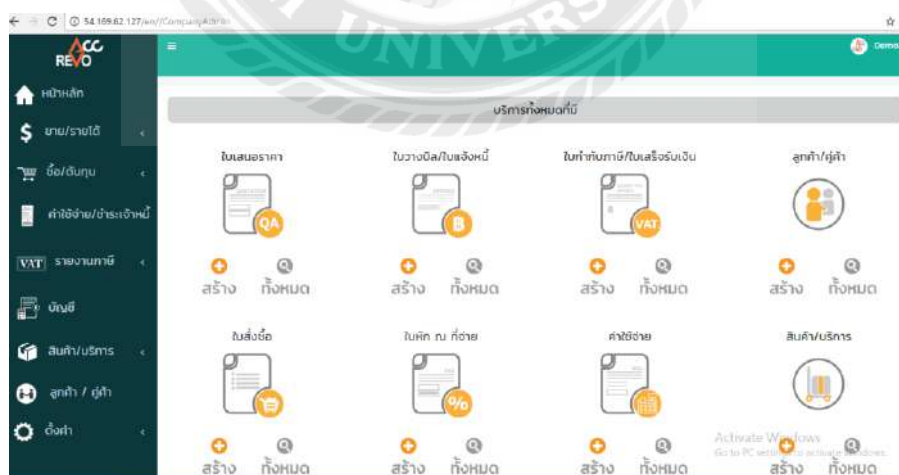 54.169.62.127/en//CompanyAdmin
UNIVERS
ACC
REVO
Demo
หน้าหลัก
ขาย/รายได้
ซื้อ/ต้นทุน
ค่าใช้จ่าย/ชำระเจ้าหนี้
VAT รายงานภาษี
บัญชี
สินค้า/บริการ
ลูกค้า / คู่ค้า
ตั้งค่า
บริการทั้งหมดที่มี
ใบเสนอราคา ใบวางบิล/ใบแจ้งหนี้ ใบกำกับภาษี/ใบเสร็จรับเงิน ลูกค้า/คู่ค้า
QA B VAT
สร้าง ทั้งหมด สร้าง ทั้งหมด สร้าง ทั้งหมด สร้าง ทั้งหมด
ใบสั่งซื้อ ใบหัก ณ ที่จ่าย ค่าใช้จ่าย สินค้า/บริการ
%
Activate Windows
Go to PC settings to activate Windows.
สร้าง ทั้งหมด สร้าง ทั้งหมด สร้าง ทั้งหมด สร้าง ทั้งหมด